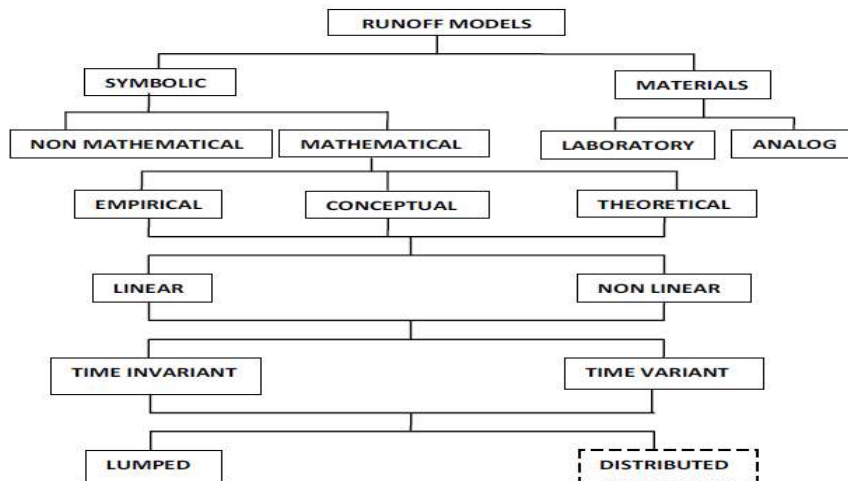 RUNOFF MODELS
SYMBOLIC
MATERIALS
NON MATHEMATICAL
MATHEMATICAL
LABORATORY
ANALOG
EMPIRICAL
CONCEPTUAL
THEORETICAL
LINEAR
NON LINEAR
TIME INVARIANT
TIME VARIANT
LUMPED
DISTRIBUTED